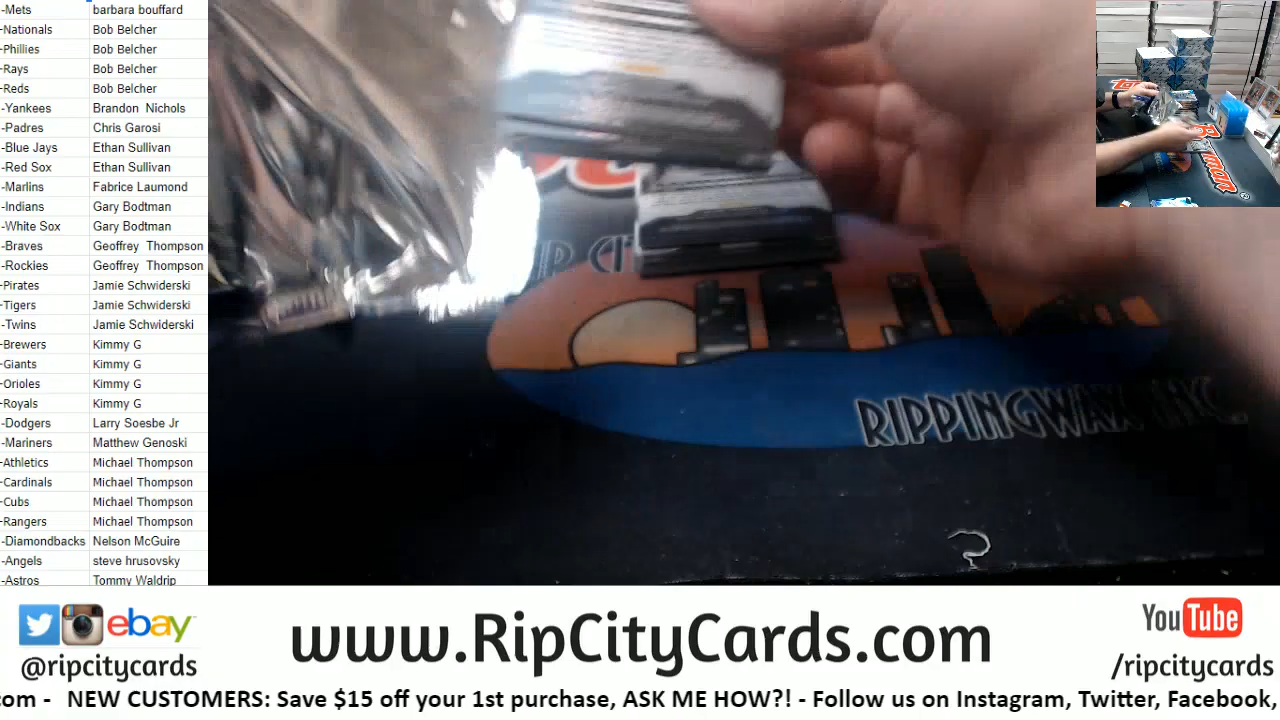 -Mets barbara bouffard
-Nationals Bob Belcher
-Phillies Bob Belcher
-Rays Bob Belcher
-Reds Bob Belcher
-Yankees Brandon Nichols
-Padres Chris Garosi
-Blue Jays Ethan Sullivan
-Red Sox Ethan Sullivan
-Marlins Fabrice Laumond
-Indians Gary Bodtman
-White Sox Gary Bodtman
-Braves Geoffrey Thompson
-Rockies Geoffrey Thompson
-Pirates Jamie Schwiderski
-Tigers Jamie Schwiderski
-Twins Jamie Schwiderski
-Brewers Kimmy G
-Giants Kimmy G
-Orioles Kimmy G
-Royals Kimmy G
-Dodgers Larry Soesbe Jr
-Mariners Matthew Genoski
-Athletics Michael Thompson
-Cardinals Michael Thompson
-Cubs Michael Thompson
-Rangers Michael Thompson
-Diamondbacks Nelson McGuire
-Angels steve hrusovsky
-Astros Tommy Waldrip
RIPPINGWAX INC.
ebay
@ripcitycards
www.RipCityCards.com
YouTube
/ripcitycards
com - NEW CUSTOMERS: Save $15 off your 1st purchase, ASK ME HOW?! - Follow us on Instagram, Twitter, Facebook,